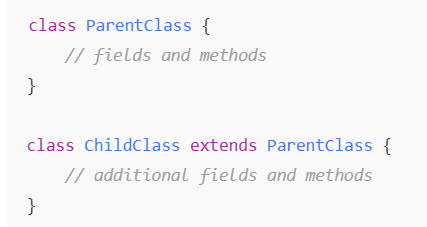 class ParentClass {
    // fields and methods
}

class ChildClass extends ParentClass {
    // additional fields and methods
}